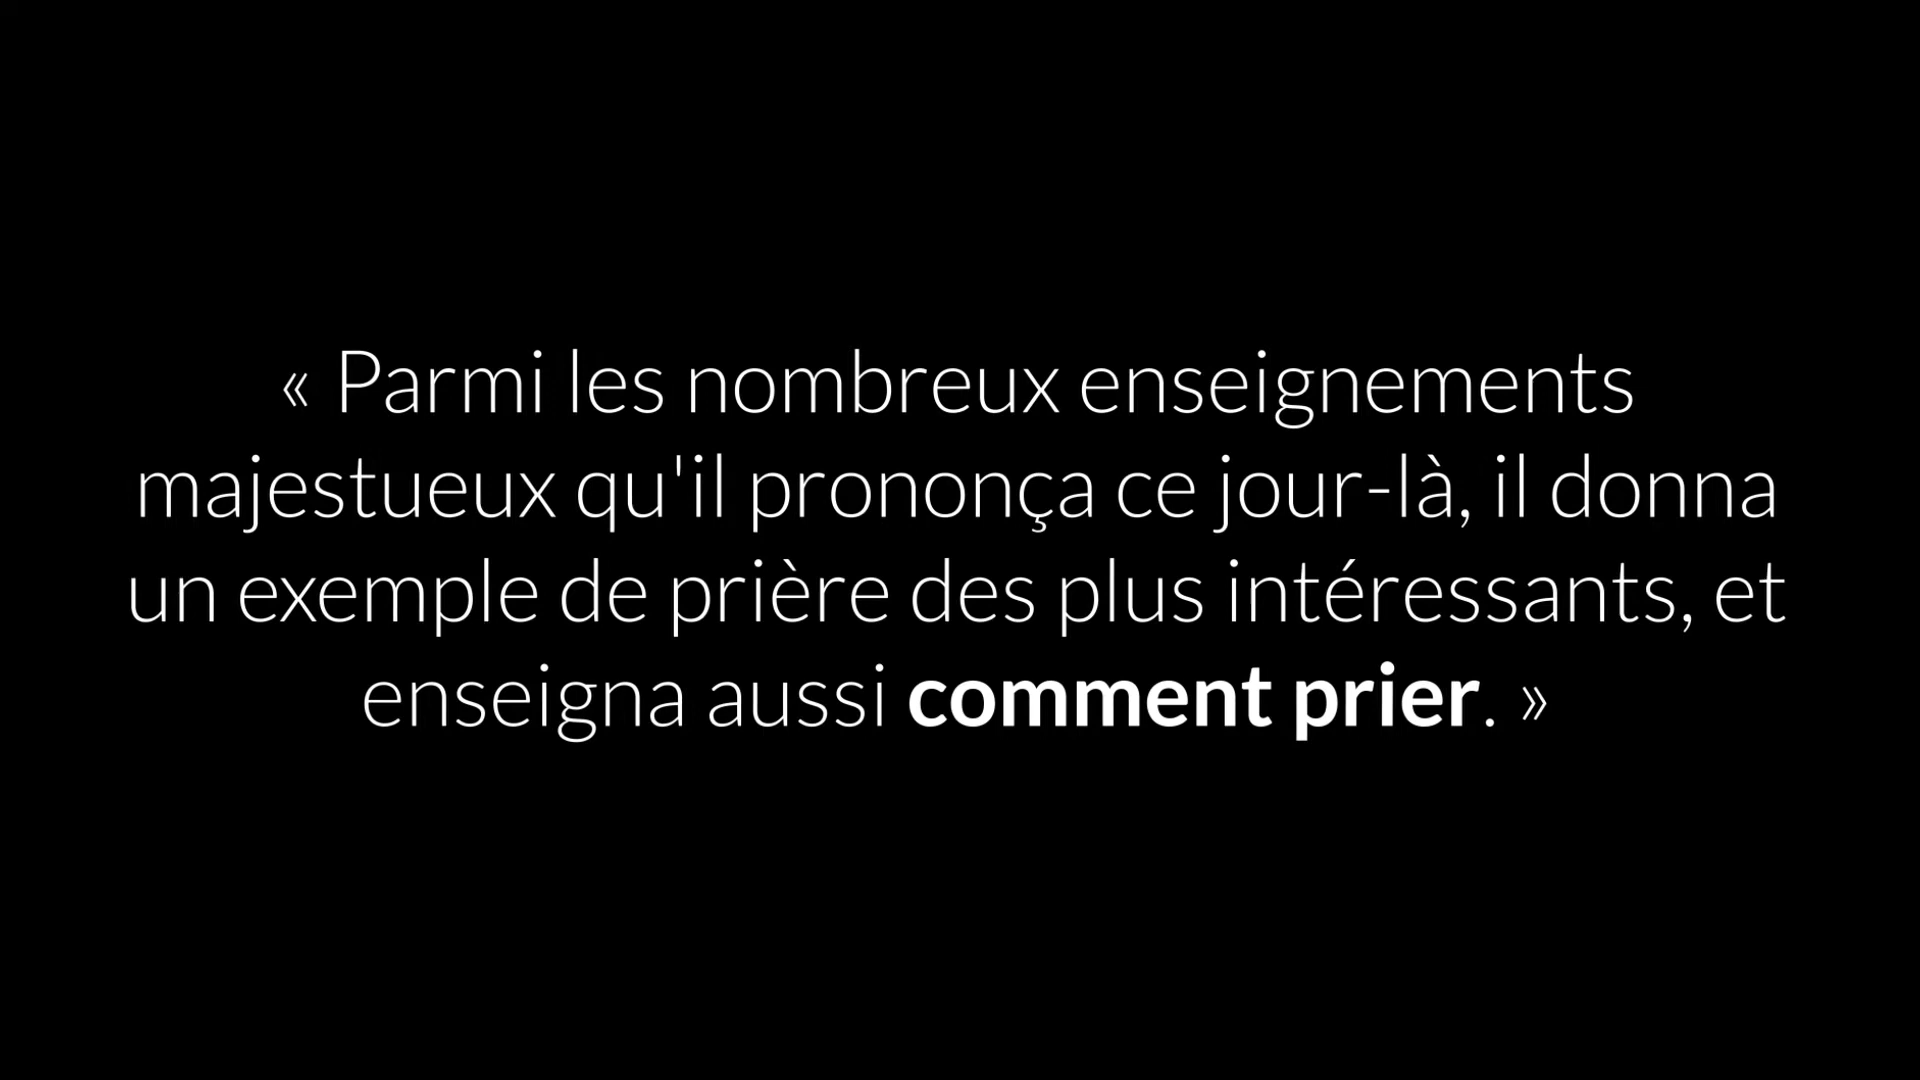 « Parmi les nombreux enseignements
majestueux qu'il prononça ce jour-là, il donna
un exemple de prière des plus intéressants, et
enseigna aussi comment prier. »